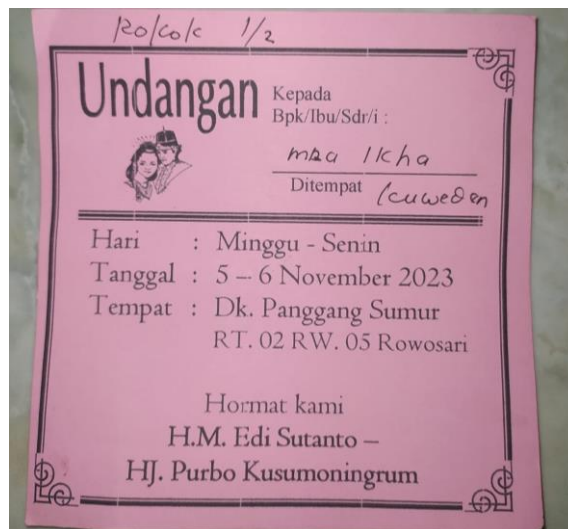 Rokok 1/2
Undangan
Kepada
Bpk/Ibu/Sdr/i :
mba Ikha
Ditempat Kuweden
Hari : Minggu - Senin
Tanggal : 5 – 6 November 2023
Tempat : Dk. Panggang Sumur
RT. 02 RW. 05 Rowosari
Hormat kami
H.M. Edi Sutanto –
HJ. Purbo Kusumoningrum